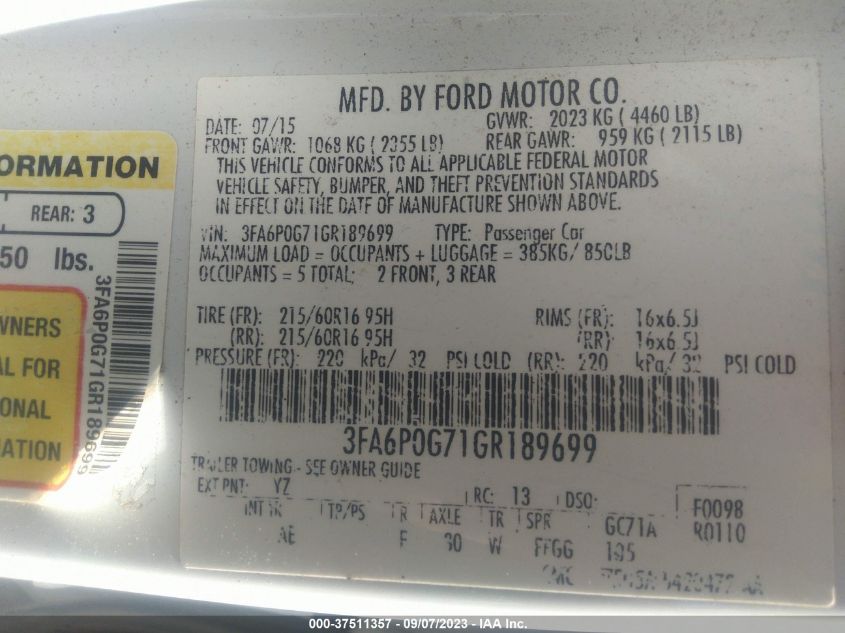 MFD. BY FORD MOTOR CO.
DATE: 07/15 GVWR: 2023 KG ( 4460 LB)
FRONT GAWR: 1068 KG ( 2355 LB) REAR GAWR: 959 KG ( 2115 LB)
THIS VEHICLE CONFORMS TO ALL APPLICABLE FEDERAL MOTOR
VEHICLE SAFETY, BUMPER, AND THEFT PREVENTION STANDARDS
IN EFFECT ON THE DATE OF MANUFACTURE SHOWN ABOVE.
VIN: 3FA6P0G71GR189699 TYPE: Passenger Car
MAXIMUM LOAD = OCCUPANTS + LUGGAGE = 385KG/ 850LB
OCCUPANTS = 5 TOTAL; 2 FRONT, 3 REAR
TIRE (FR): 215/60R16 95H RIMS (FR): 16x6.5J
(RR): 215/60R16 95H (RR): 16x6.5J
PRESSURE (FR): 220 kPa/ 32 PSI COLD (RR): 220 kPa/ 32 PSI COLD
3FA6P0G71GR189699
TRAILER TOWING - SEE OWNER GUIDE
EXT PNT: YZ RC: 13 DSO: F0098
INT TR TP/PS R AXLE TR SPR GC71A R0110
AE F 80 W FFGG 195
ORMATION
REAR: 3
50 lbs.
3FA6P0G71GR189699
WNERS
AL FOR
IONAL
MATION
000-37511357 - 09/07/2023 - © IAA Holdings, LLC.